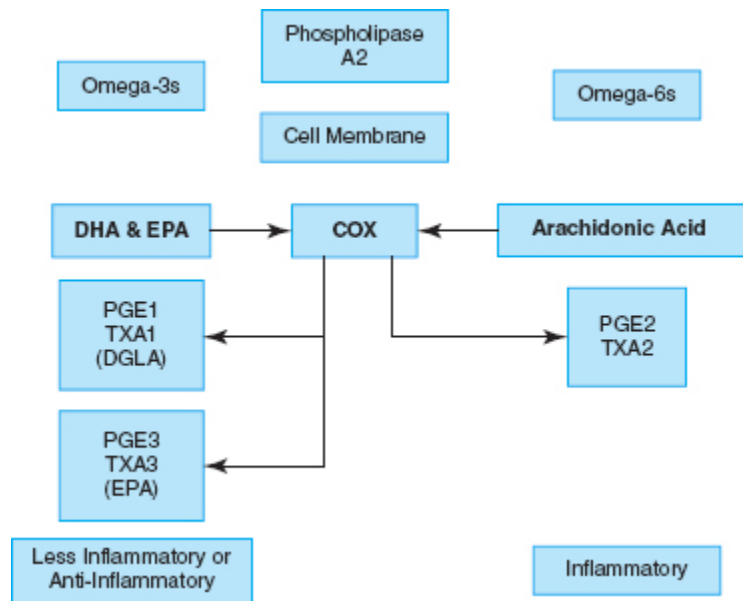 Phospholipase
A2
Omega-3s
Omega-6s
Cell Membrane
DHA & EPA
COX
Arachidonic Acid
PGE1
TXA1
(DGLA)
PGE2
TXA2
PGE3
TXA3
(EPA)
Less Inflammatory or
Anti-Inflammatory
Inflammatory